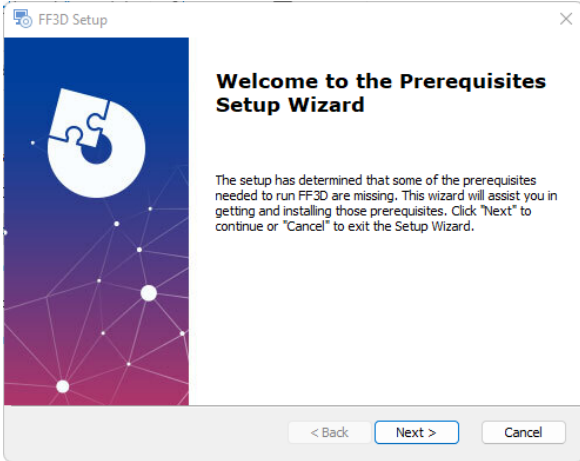 FF3D Setup
Welcome to the Prerequisites
Setup Wizard
The setup has determined that some of the prerequisites
needed to run FF3D are missing. This wizard will assist you in
getting and installing those prerequisites. Click "Next" to
continue or "Cancel" to exit the Setup Wizard.
< Back
Next >
Cancel